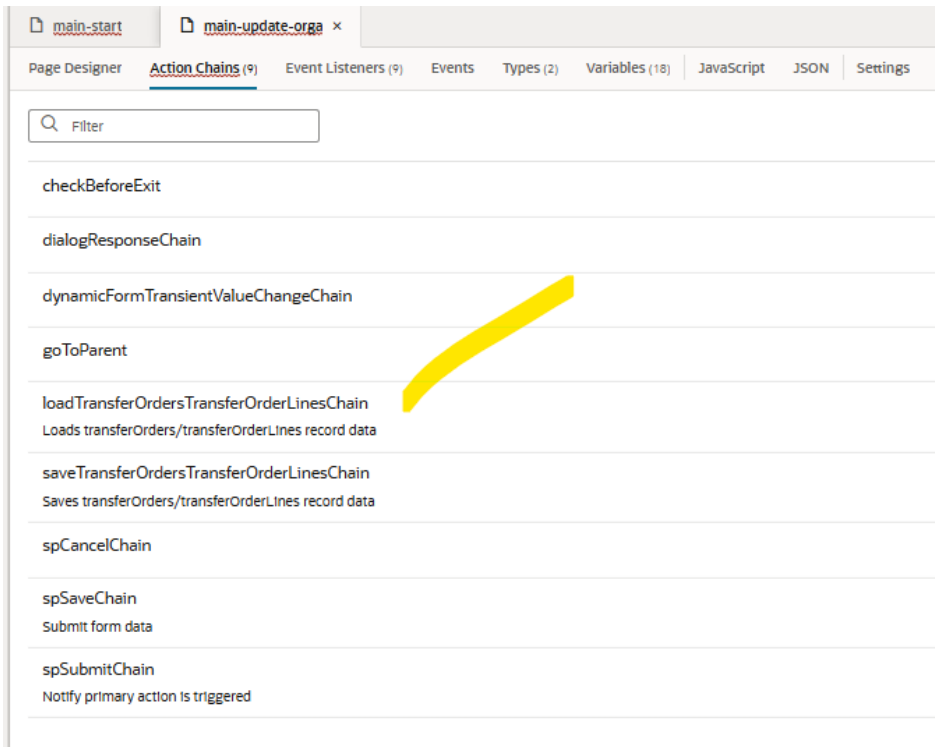 main-start
main-update-orga ×
Page Designer Action Chains (9) Event Listeners (9) Events Types (2) Variables (18) JavaScript JSON Settings
Filter
checkBeforeExit
dialogResponseChain
dynamicFormTransientValueChangeChain
goToParent
loadTransferOrdersTransferOrderLinesChain
Loads transferOrders/transferOrderLines record data
saveTransferOrdersTransferOrderLinesChain
Saves transferOrders/transferOrderLines record data
spCancelChain
spSaveChain
Submit form data
spSubmitChain
Notify primary action is triggered